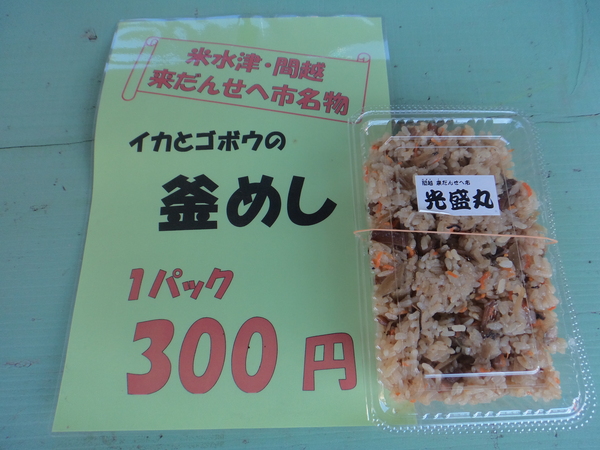 米水津・間越
来だんせへ市名物
イカとゴボウの
釜めし
1パック
300円
間越 来だんせへ市
光盛丸